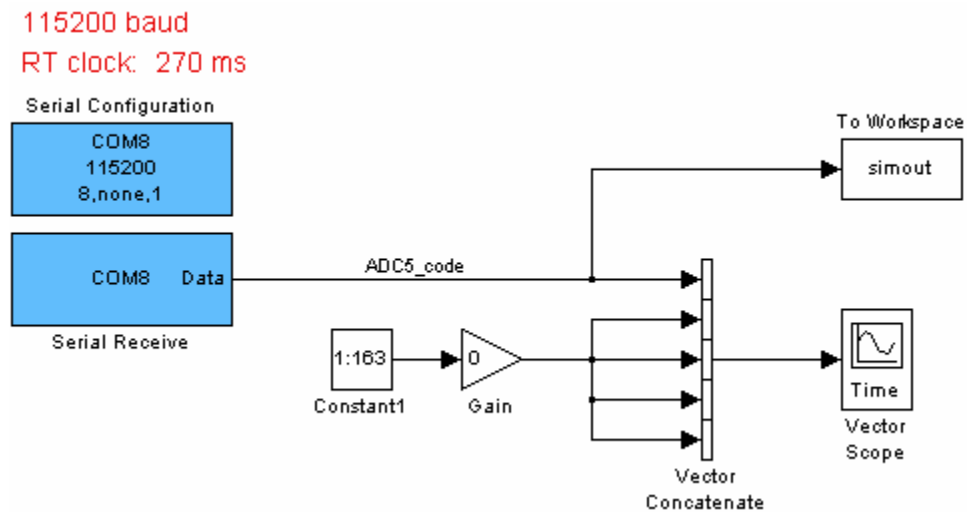 115200 baud
RT clock: 270 ms
Serial Configuration
COM8
115200
8,none,1
To Workspace
simout
COM8 Data
ADC5_code
Serial Receive
1:163
0
Constant1
Gain
Time
Vector
Scope
Vector
Concatenate